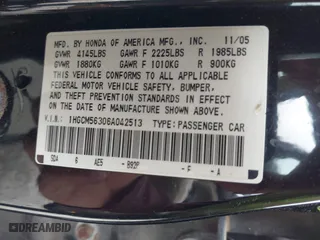 MFD. BY HONDA OF AMERICA MFG., INC. 11/05
GVWR 4145LBS GAWR F 2225LBS R 1985LBS
GVWR 1880KG GAWR F 1010KG R 900KG
THIS VEHICLE CONFORMS TO ALL APPLICABLE
FEDERAL MOTOR VEHICLE SAFETY, BUMPER,
AND THEFT PREVENTION STANDARDS IN EFFECT
ON THE DATE OF MANUFACTURE SHOWN ABOVE.
V.I.N. 1HGCM56306A042513 TYPE:PASSENGER CAR
SDA 6 AE5 - B92P - F - A